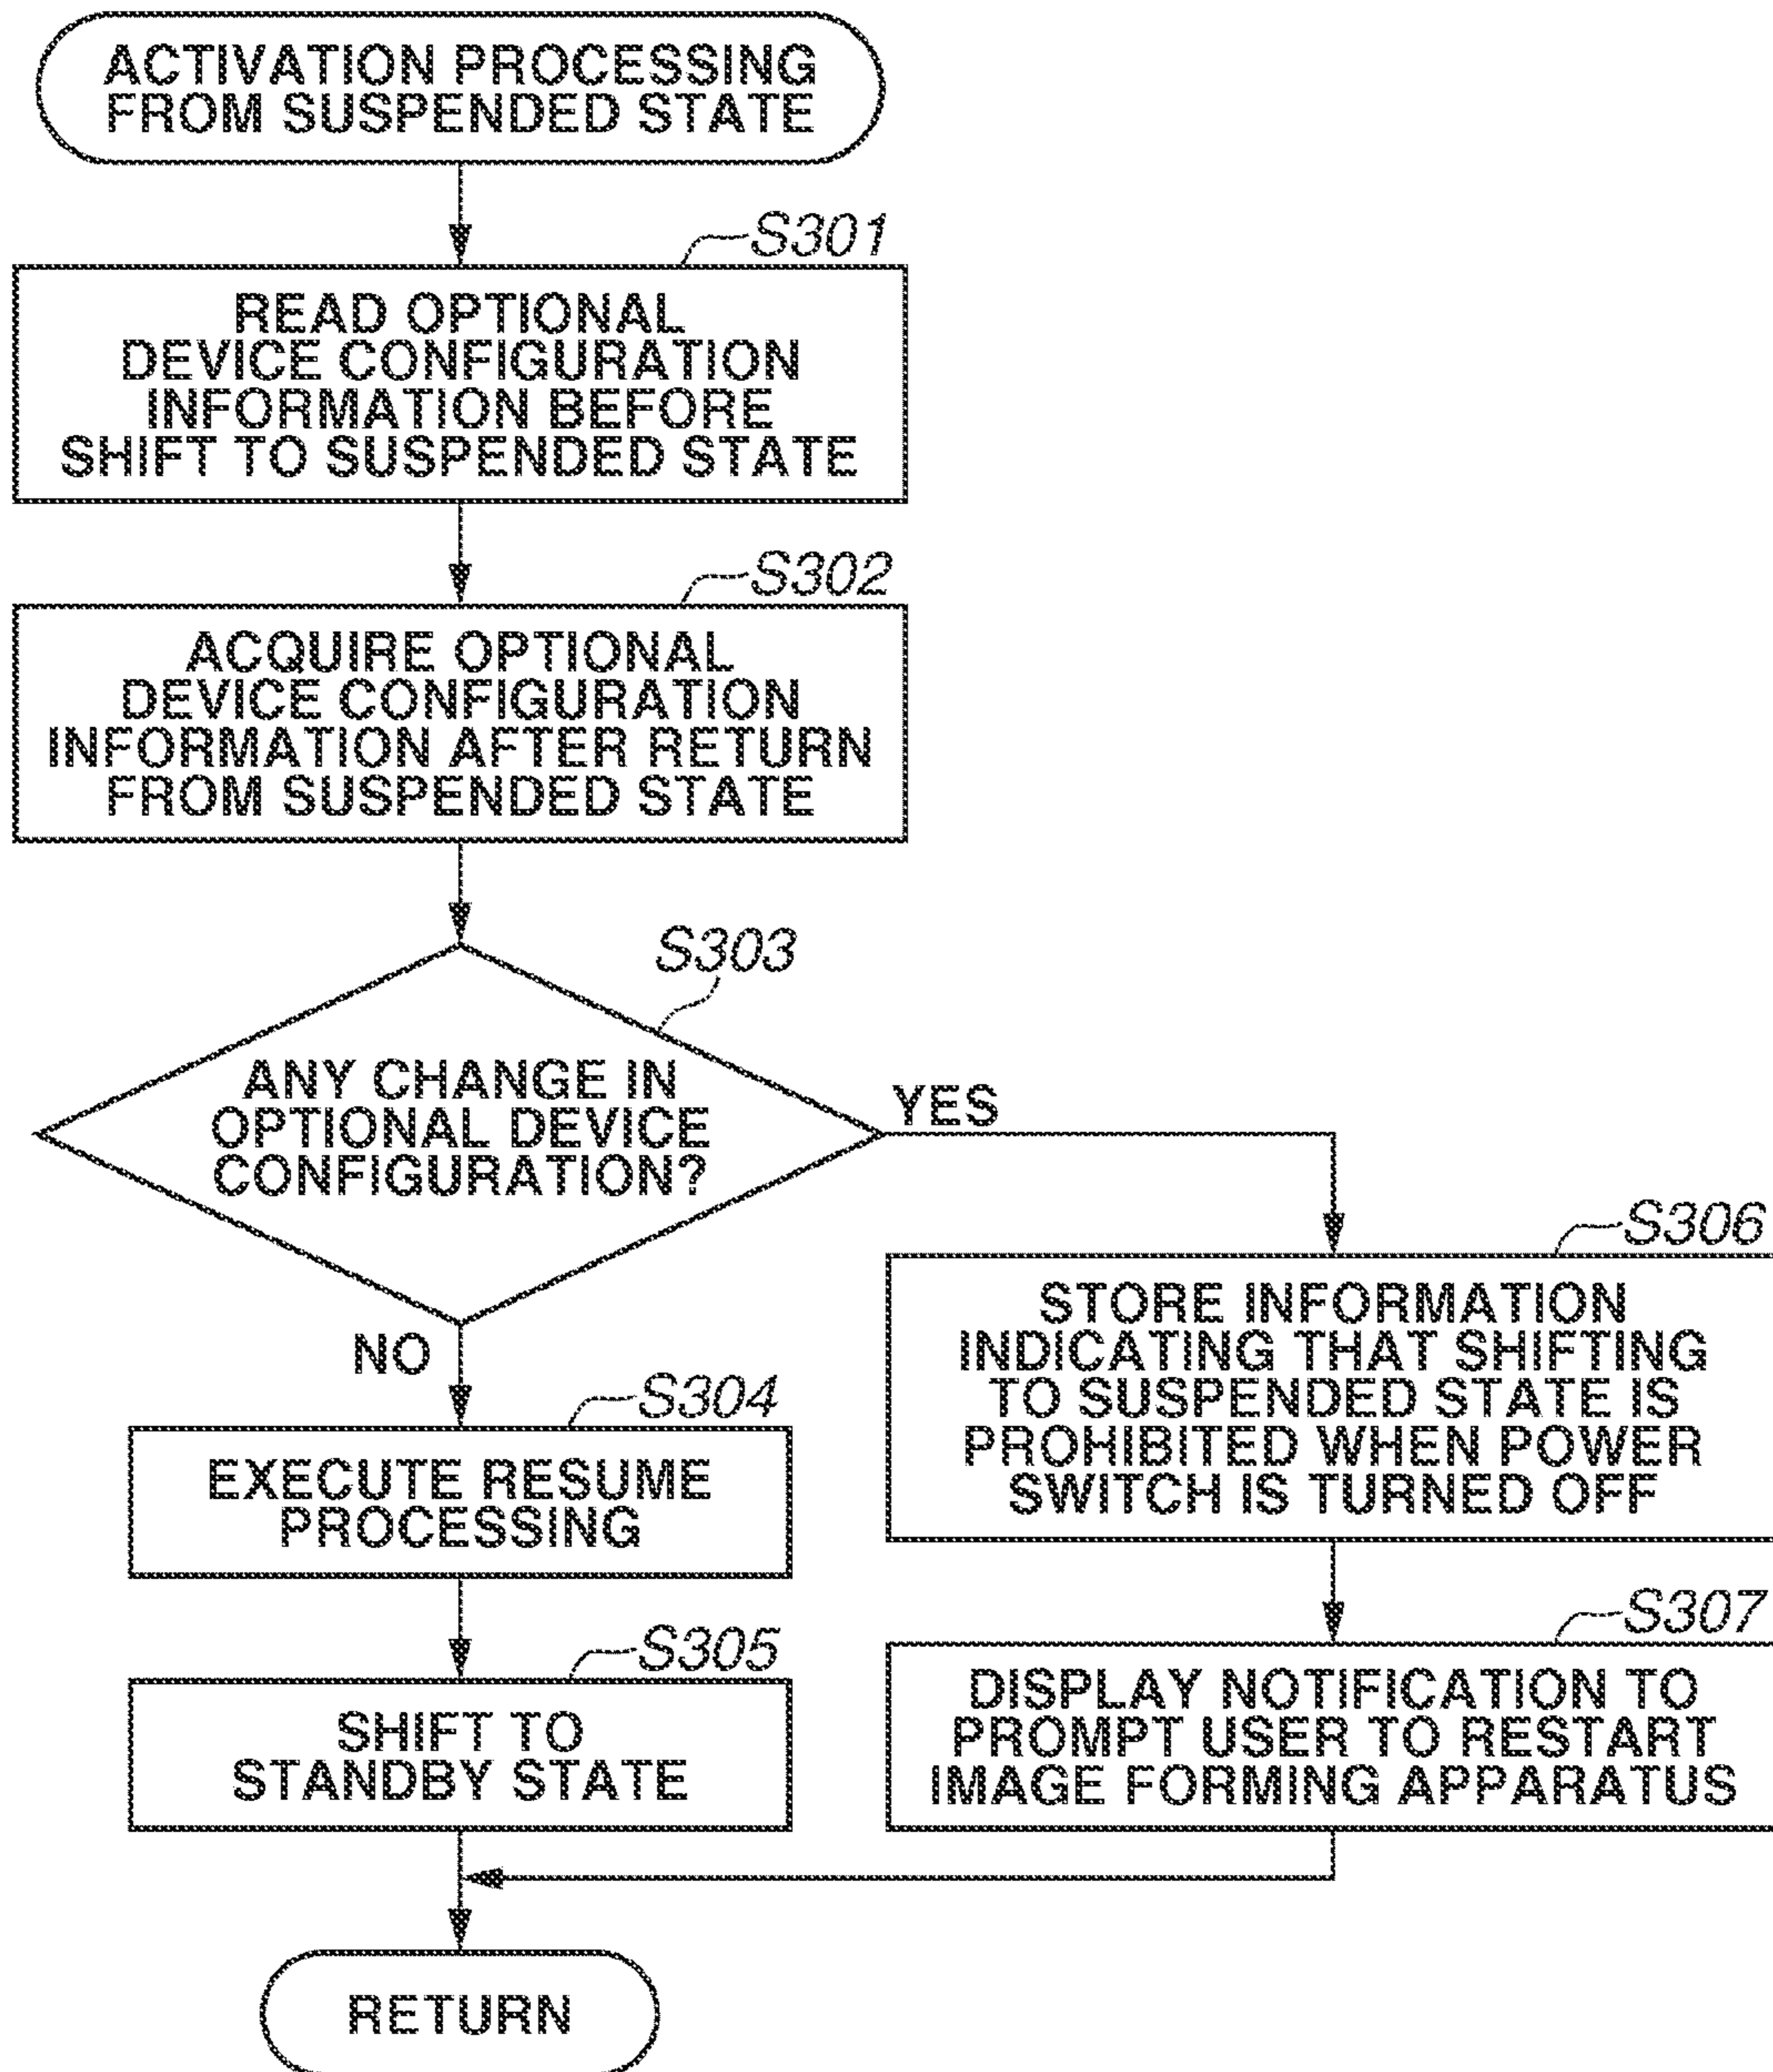 ACTIVATION PROCESSING
FROM SUSPENDED STATE
S301
READ OPTIONAL
DEVICE CONFIGURATION
INFORMATION BEFORE
SHIFT TO SUSPENDED STATE
S302
ACQUIRE OPTIONAL
DEVICE CONFIGURATION
INFORMATION AFTER RETURN
FROM SUSPENDED STATE
S303
ANY CHANGE IN
OPTIONAL DEVICE
CONFIGURATION?
YES
NO
S304
EXECUTE RESUME
PROCESSING
S305
SHIFT TO
STANDBY STATE
S306
STORE INFORMATION
INDICATING THAT SHIFTING
TO SUSPENDED STATE IS
PROHIBITED WHEN POWER
SWITCH IS TURNED OFF
S307
DISPLAY NOTIFICATION TO
PROMPT USER TO RESTART
IMAGE FORMING APPARATUS
RETURN